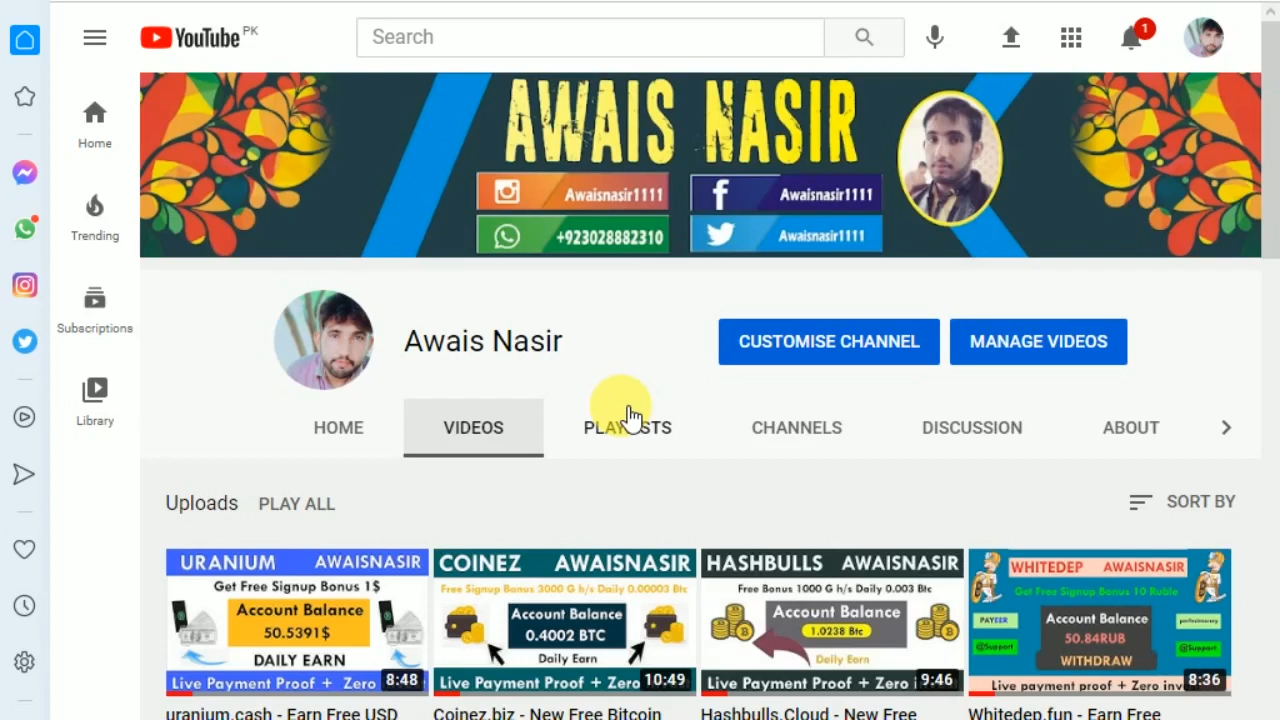 YouTube PK
Search
1
Home
Trending
Subscriptions
Library
AWAIS NASIR
Awaisnasir1111
Awaisnasir1111
+923028882310
Awaisnasir1111
Awais Nasir
CUSTOMISE CHANNEL
MANAGE VIDEOS
HOME
VIDEOS
PLAYLISTS
CHANNELS
DISCUSSION
ABOUT
Uploads
PLAY ALL
SORT BY
URANIUM AWAISNASIR
Get Free Signup Bonus 1$
Account Balance
50.5391$
DAILY EARN
Live Payment Proof + Zero
8:48
uranium.cash - Earn Free USD
COINEZ AWAISNASIR
Free Signup Bonus 3000 G h/s Daily 0.00003 Btc
Account Balance
0.4002 BTC
Daily Earn
Live Payment Proof + Zero
10:49
Coinez.biz - New Free Bitcoin
HASHBULLS AWAISNASIR
Free Bonus 1000 G h/s Daily 0.003 Btc
Account Balance
1.0238 Btc
Daily Earn
Live Payment Proof + Zero
9:46
Hashbulls.Cloud - New Free
WHITEDEP AWAISNASIR
Get Free Signup Bonus 10 Ruble
PAYEER
@Support
Account Balance
50.84RUB
WITHDRAW
perfectmoney
@Support
Live payment proof + Zero
8:36
Whitedep.fun - Earn Free